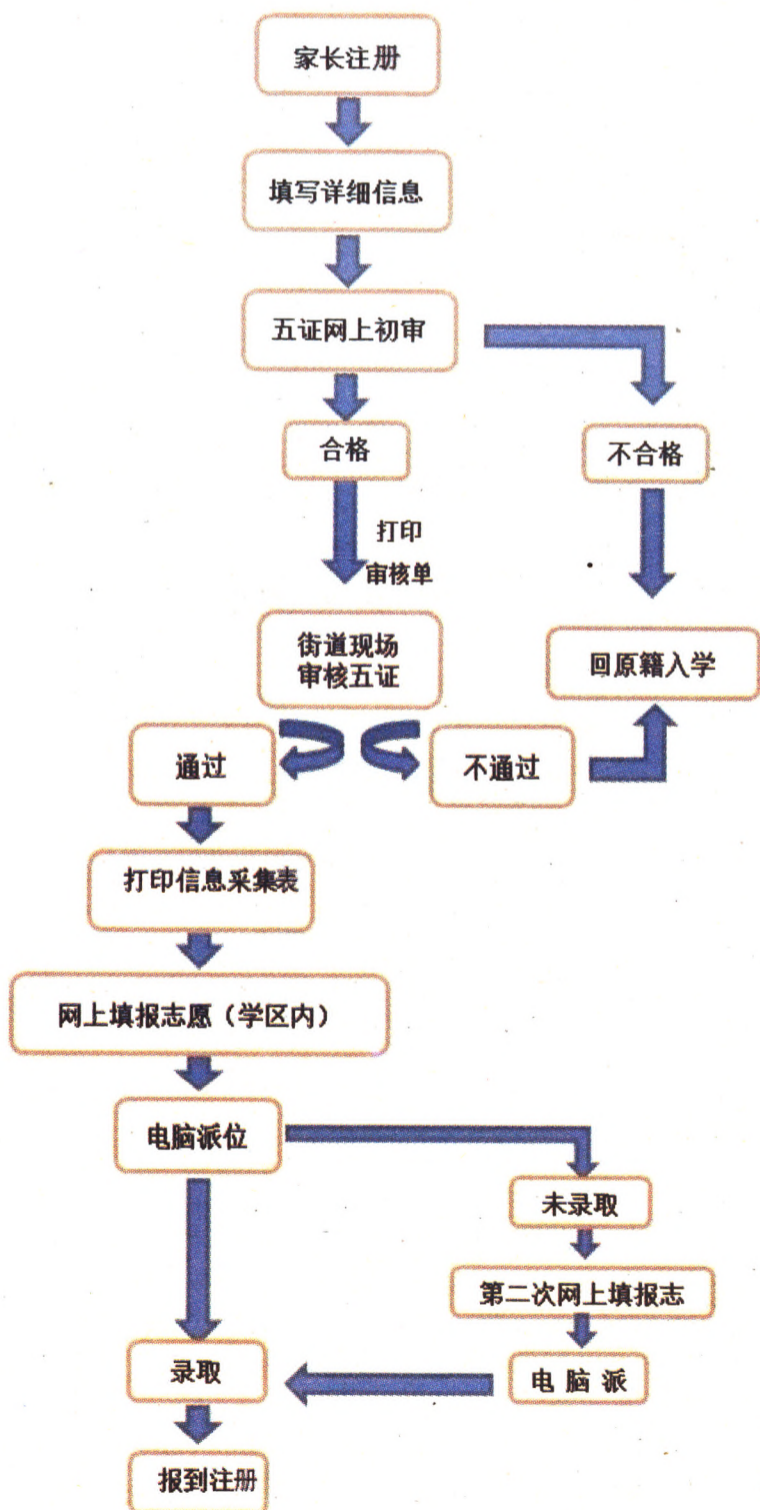 家长注册
填写详细信息
五证网上初审
合格
不合格
打印
审核单
街道现场
审核五证
回原籍入学
通过
不通过
打印信息采集表
网上填报志愿（学区内）
电脑派位
未录取
第二次网上填报志
录取
电 脑 派
报到注册